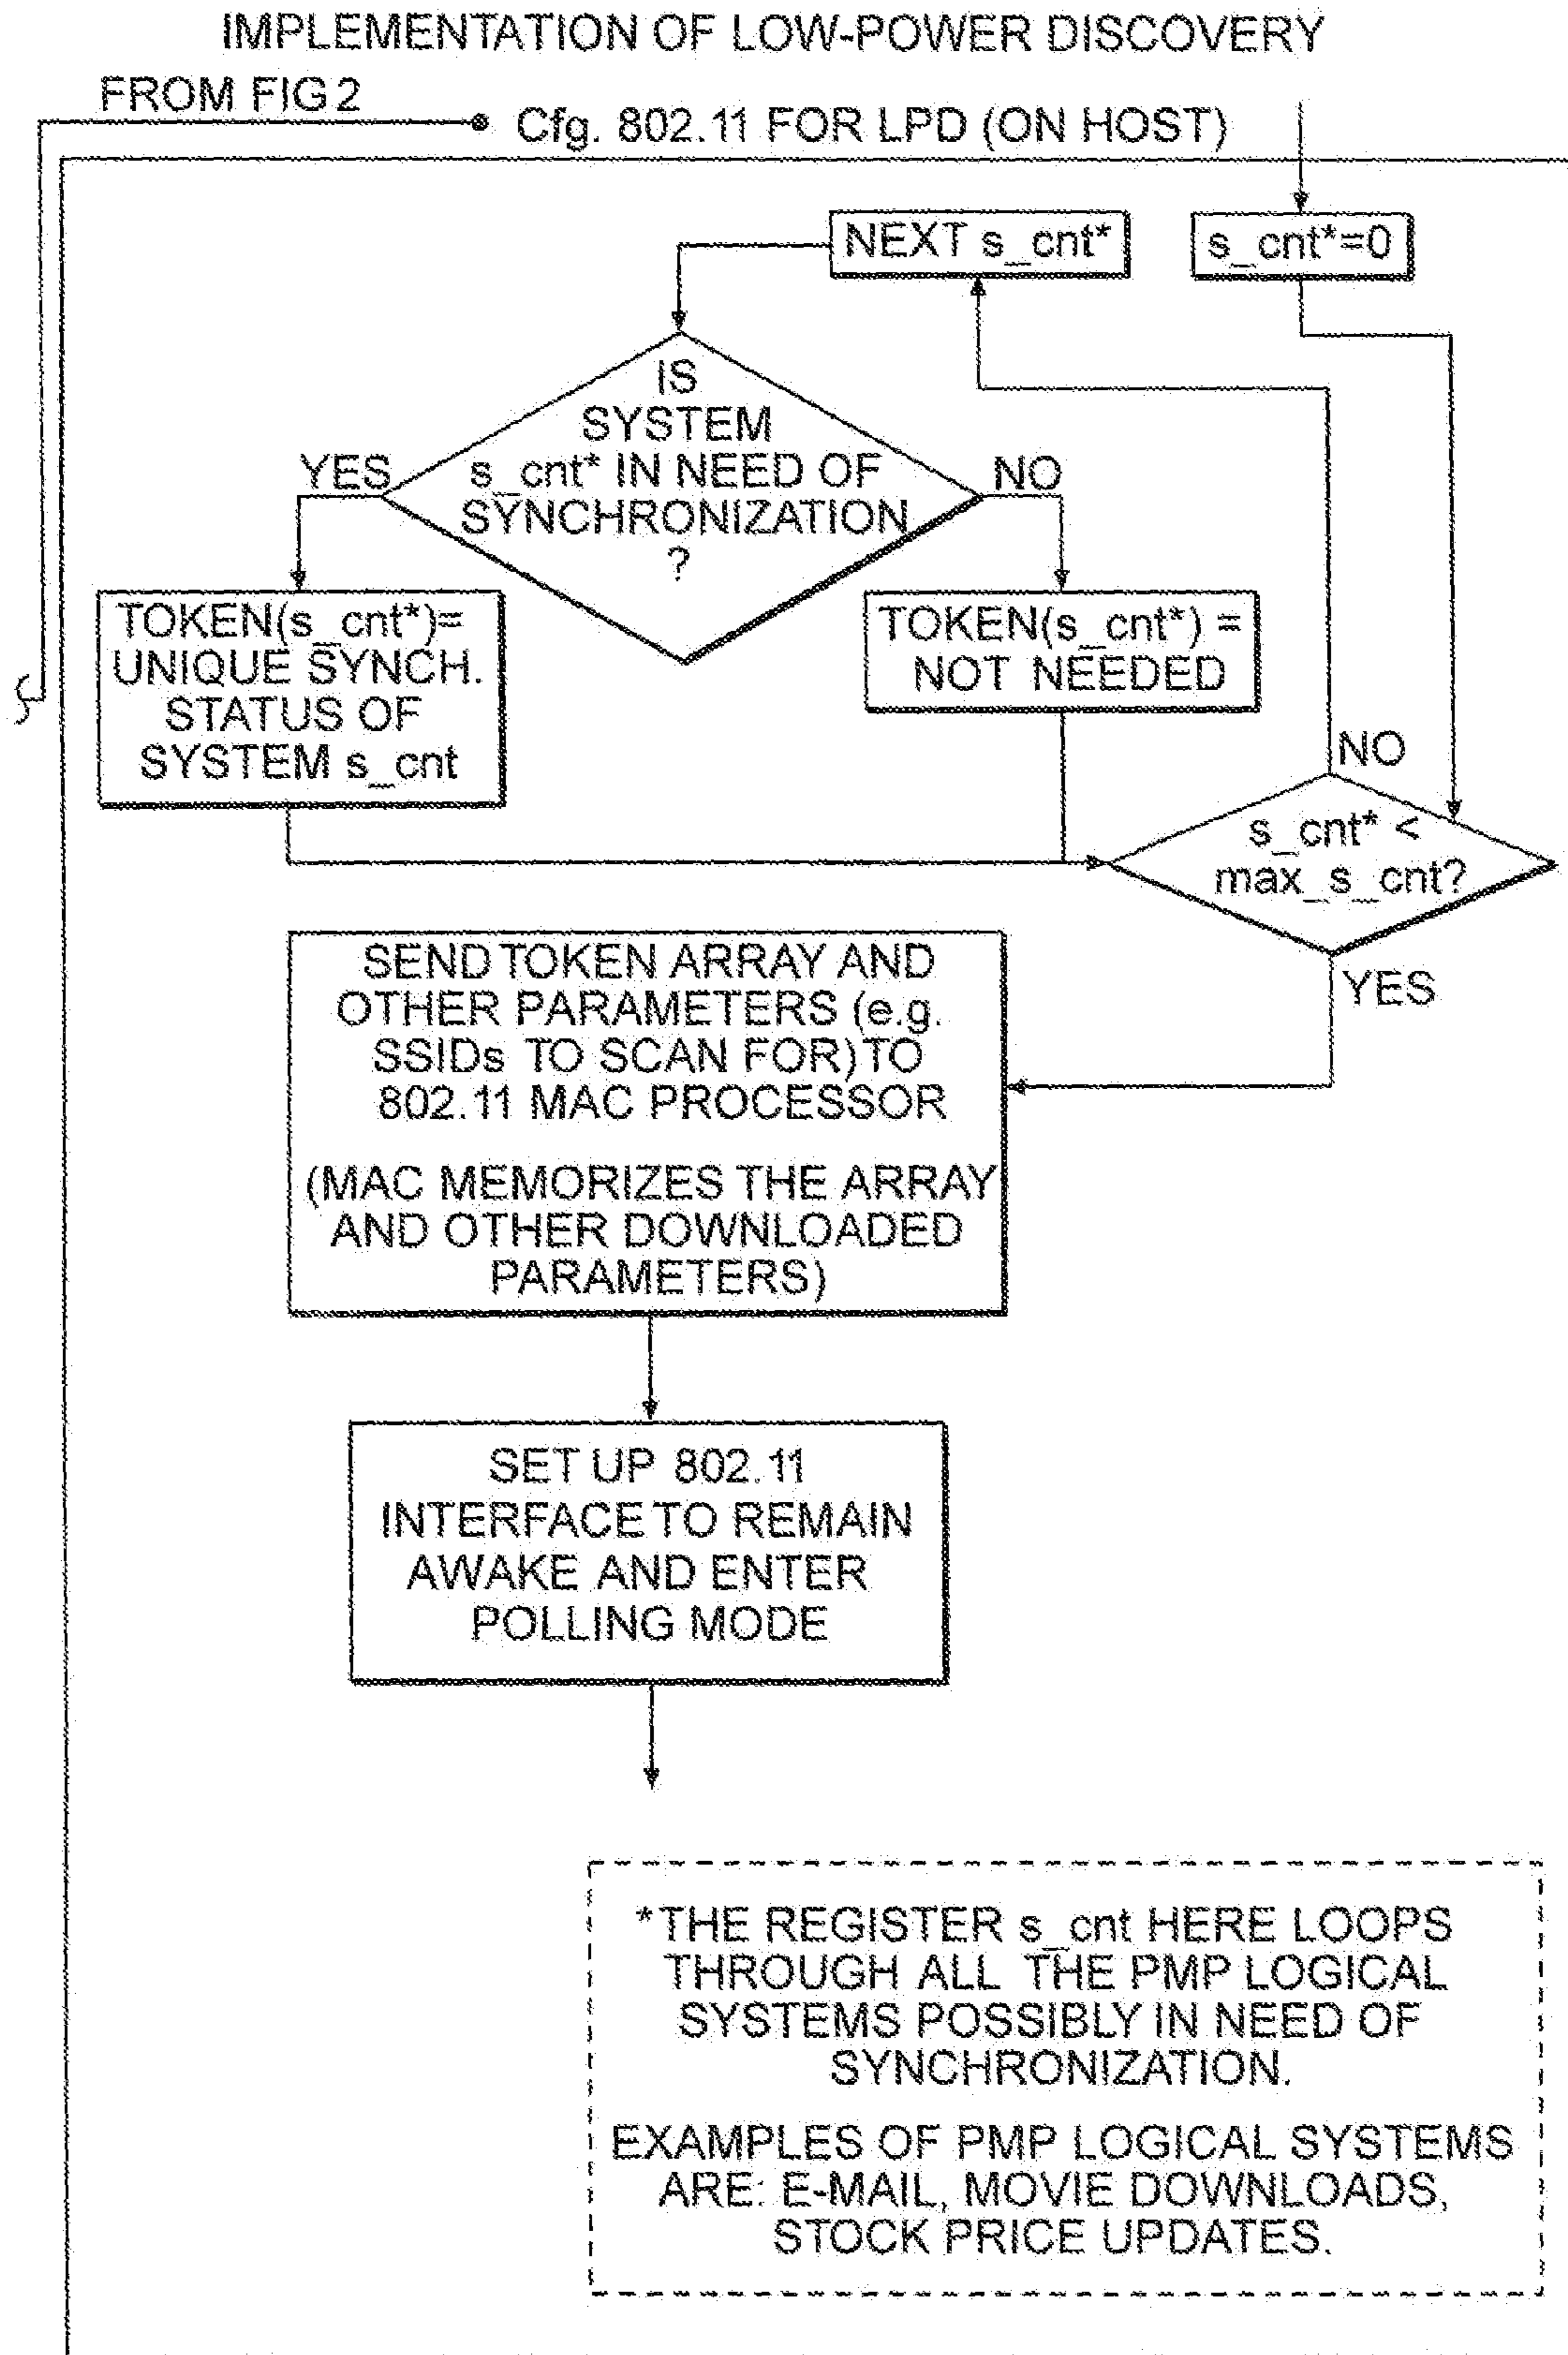 IMPLEMENTATION OF LOW-POWER DISCOVERY
FROM FIG 2
Cfg. 802.11 FOR LPD (ON HOST)
NEXT s_cnt*
s_cnt*=0
IS
SYSTEM
s_cnt* IN NEED OF
SYNCHRONIZATION
?
YES
NO
TOKEN(s_cnt*)=
UNIQUE SYNCH.
STATUS OF
SYSTEM s_cnt
TOKEN(s_cnt*) =
NOT NEEDED
NO
s_cnt* <
max_s_cnt?
YES
SEND TOKEN ARRAY AND
OTHER PARAMETERS (e.g.
SSIDs TO SCAN FOR) TO
802.11 MAC PROCESSOR
(MAC MEMORIZES THE ARRAY
AND OTHER DOWNLOADED
PARAMETERS)
SET UP 802.11
INTERFACE TO REMAIN
AWAKE AND ENTER
POLLING MODE
*THE REGISTER s_cnt HERE LOOPS
THROUGH ALL THE PMP LOGICAL
SYSTEMS POSSIBLY IN NEED OF
SYNCHRONIZATION.
EXAMPLES OF PMP LOGICAL SYSTEMS
ARE: E-MAIL, MOVIE DOWNLOADS,
STOCK PRICE UPDATES.